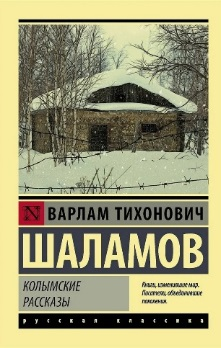 N ВАРЛАМ ТИХОНОВИЧ
ШАЛАМОВ
КОЛЫМСКИЕ
РАССКАЗЫ
Книги, изменившие мир.
Писатели, объединившие
поколения.
русская классика